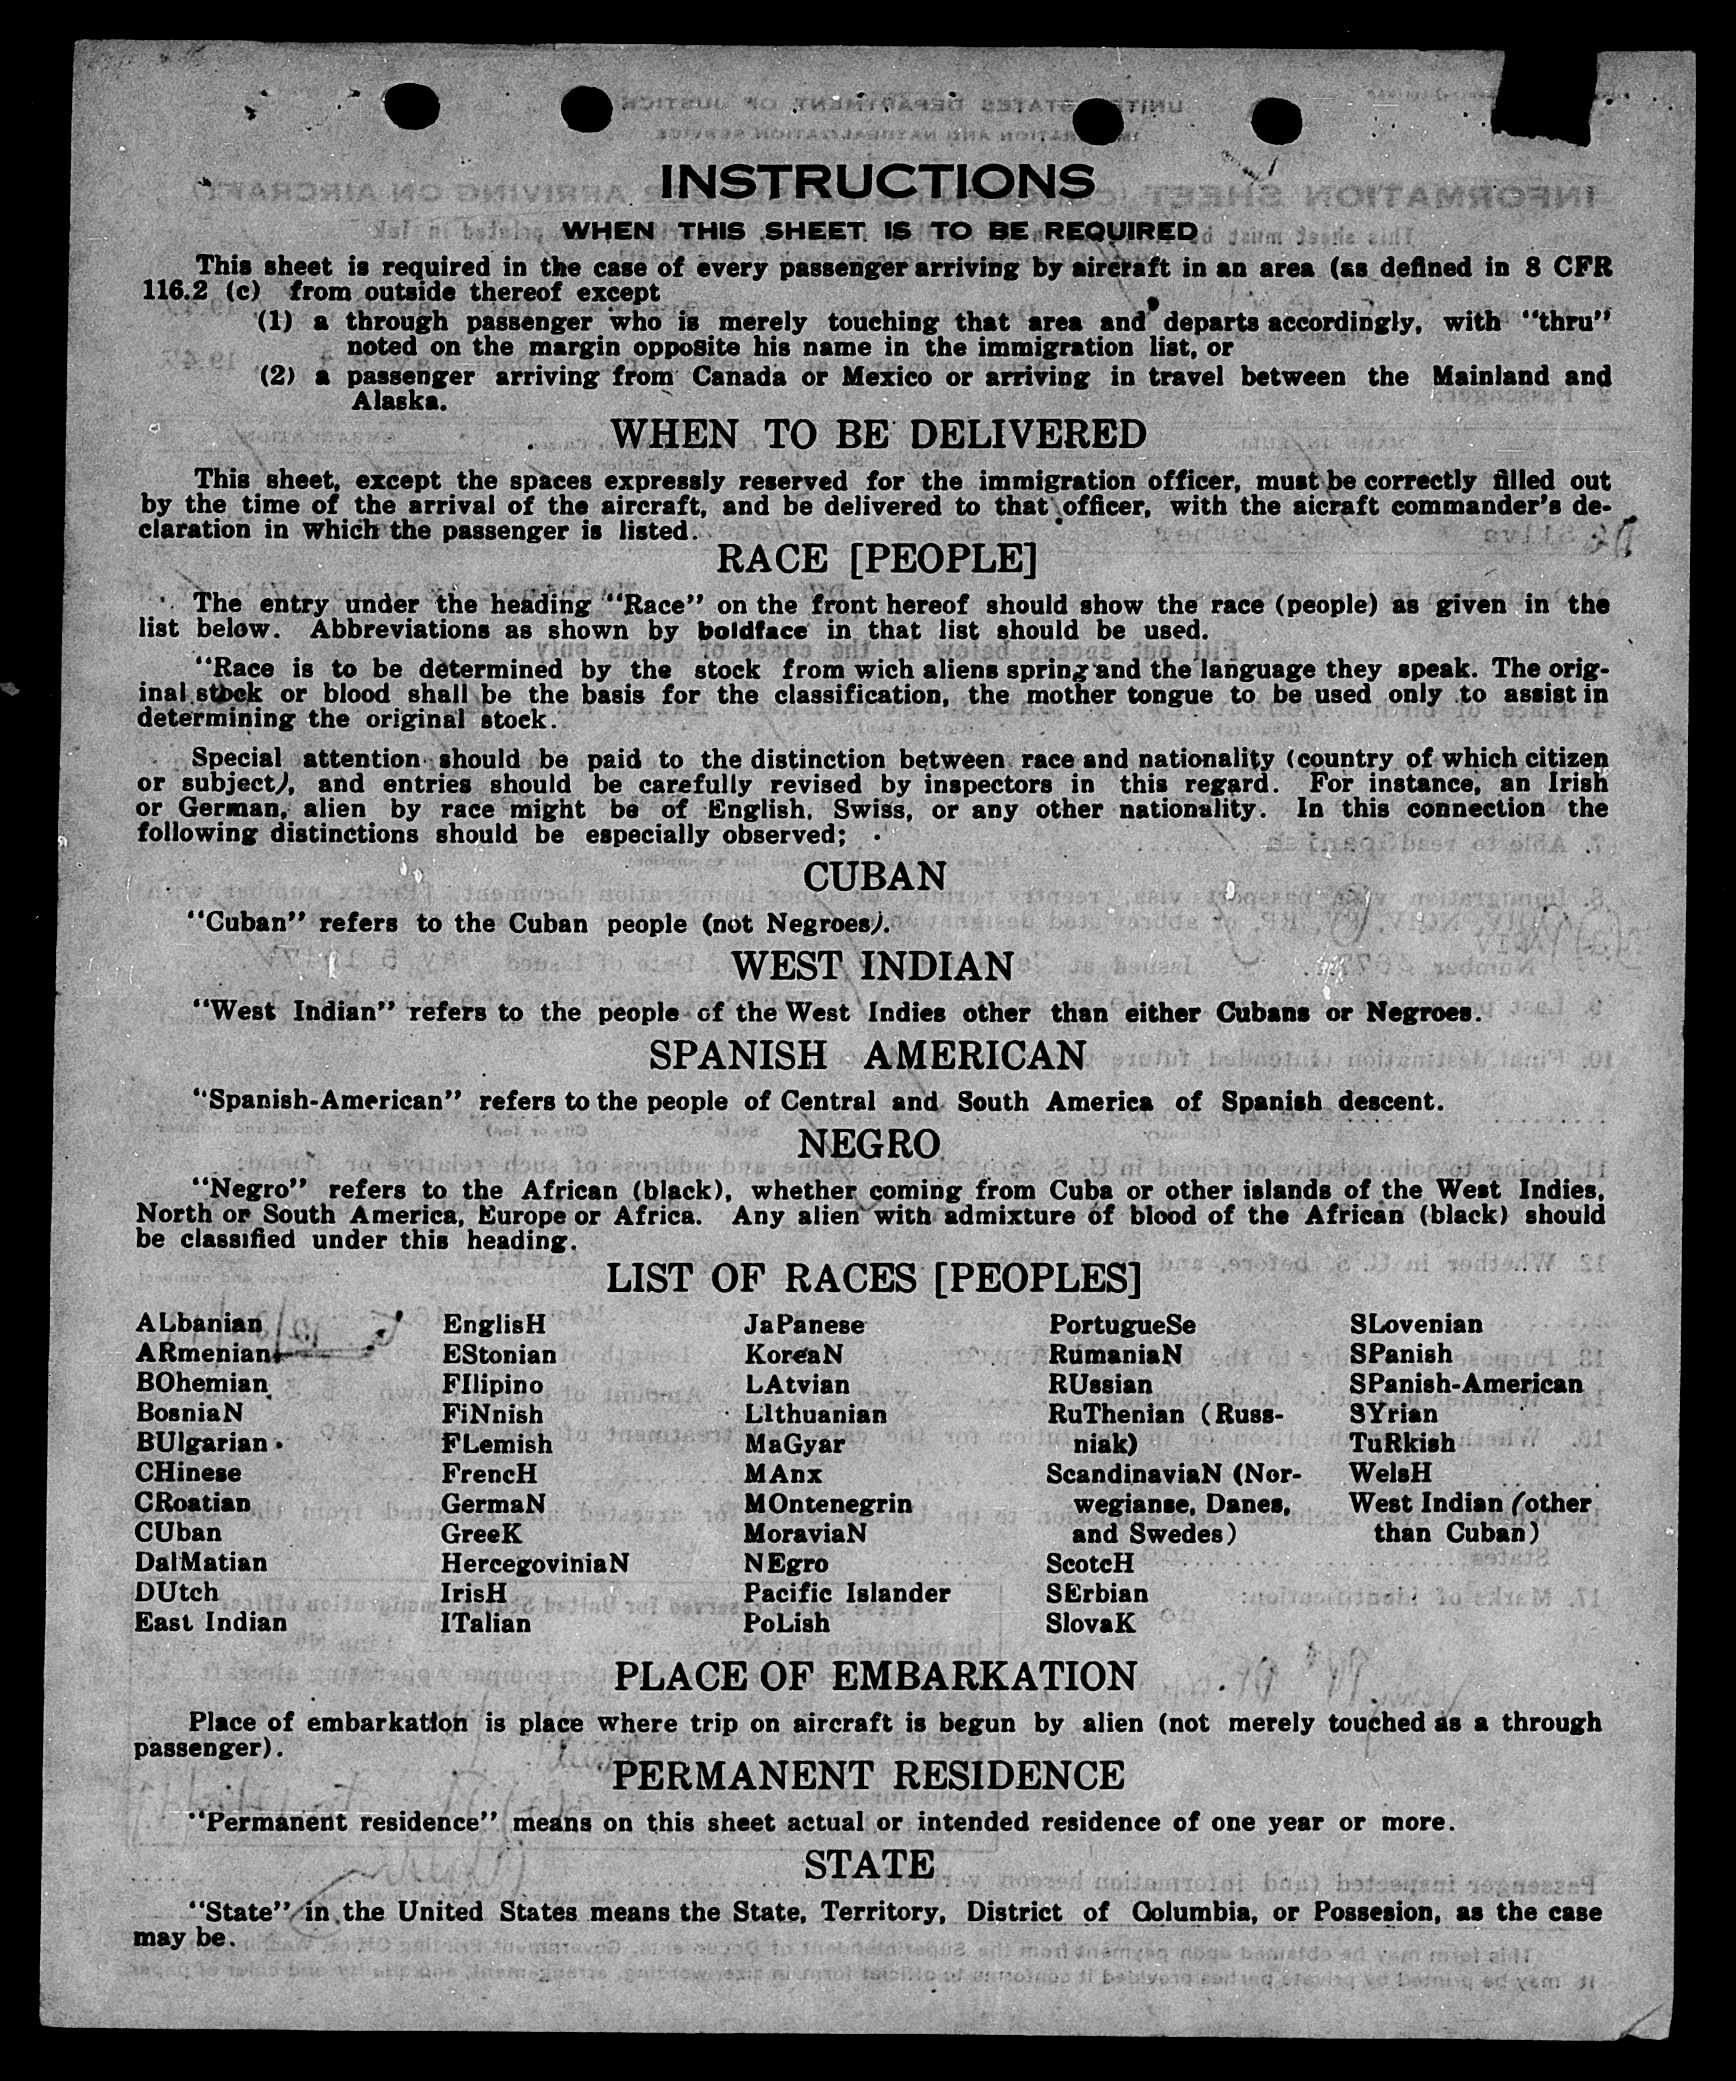 INSTRUCTIONS
WHEN THIS SHEET IS TO BE REQUIRED
This sheet is required in the case of every passenger arriving by aircraft in an area (as defined in 8 CFR
116.2 (c) from outside thereof except
(1) a through passenger who is merely touching that area and departs accordingly, with "thru"
noted on the margin opposite his name in the immigration list, or
(2) a passenger arriving from Canada or Mexico or arriving in travel between the Mainland and
Alaska.
WHEN TO BE DELIVERED
This sheet, except the spaces expressly reserved for the immigration officer, must be correctly filled out
by the time of the arrival of the aircraft, and be delivered to that officer, with the aicraft commander's de-
claration in which the passenger is listed.
RACE [PEOPLE]
The entry under the heading "Race" on the front hereof should show the race (people) as given in the
list below. Abbreviations as shown by boldface in that list should be used.
"Race is to be determined by the stock from wich aliens spring and the language they speak. The orig-
inal stock or blood shall be the basis for the classification, the mother tongue to be used only to assist in
determining the original stock.
Special attention should be paid to the distinction between race and nationality (country of which citizen
or subject), and entries should be carefully revised by inspectors in this regard. For instance, an Irish
or German, alien by race might be of English, Swiss, or any other nationality. In this connection the
following distinctions should be especially observed;
CUBAN
"Cuban" refers to the Cuban people (not Negroes).
WEST INDIAN
"West Indian" refers to the people of the West Indies other than either Cubans or Negroes.
SPANISH AMERICAN
"Spanish-American" refers to the people of Central and South America of Spanish descent.
NEGRO
"Negro" refers to the African (black), whether coming from Cuba or other islands of the West Indies,
North or South America, Europe or Africa. Any alien with admixture of blood of the African (black) should
be classified under this heading.
LIST OF RACES [PEOPLES]
ALbanian
ARmenian
BOhemian
BosniaN
BUlgarian
CHinese
CRoatian
CUban
DalMatian
DUtch
East Indian
EnglisH
EStonian
FIlipino
FiNnish
FLemish
FrencH
GermaN
GreeK
HercegoviniaN
IrisH
ITalian
JaPanese
KoreaN
LAtvian
LIthuanian
MaGyar
MAnx
MOntenegrin
MoraviaN
NEgro
Pacific Islander
PoLish
PortugueSe
RumaniaN
RUssian
RuThenian (Russ-
niak)
ScandinaviaN (Nor-
wegianse, Danes,
and Swedes)
ScotcH
SErbian
SlovaK
SLovenian
SPanish
SPanish-American
SYrian
TuRkish
WelsH
West Indian (other
than Cuban)
PLACE OF EMBARKATION
Place of embarkation is place where trip on aircraft is begun by alien (not merely touched as a through
passenger).
PERMANENT RESIDENCE
"Permanent residence" means on this sheet actual or intended residence of one year or more.
STATE
"State" in the United States means the State, Territory, District of Columbia, or Possesion, as the case
may be.